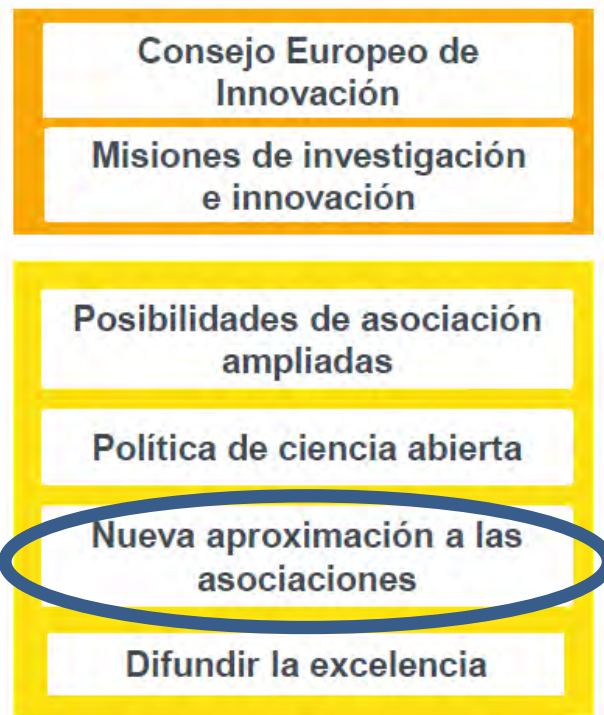 Consejo Europeo de
Innovación
Misiones de investigación
e innovación
Posibilidades de asociación
ampliadas
Política de ciencia abierta
Nueva aproximación a las
asociaciones
Difundir la excelencia